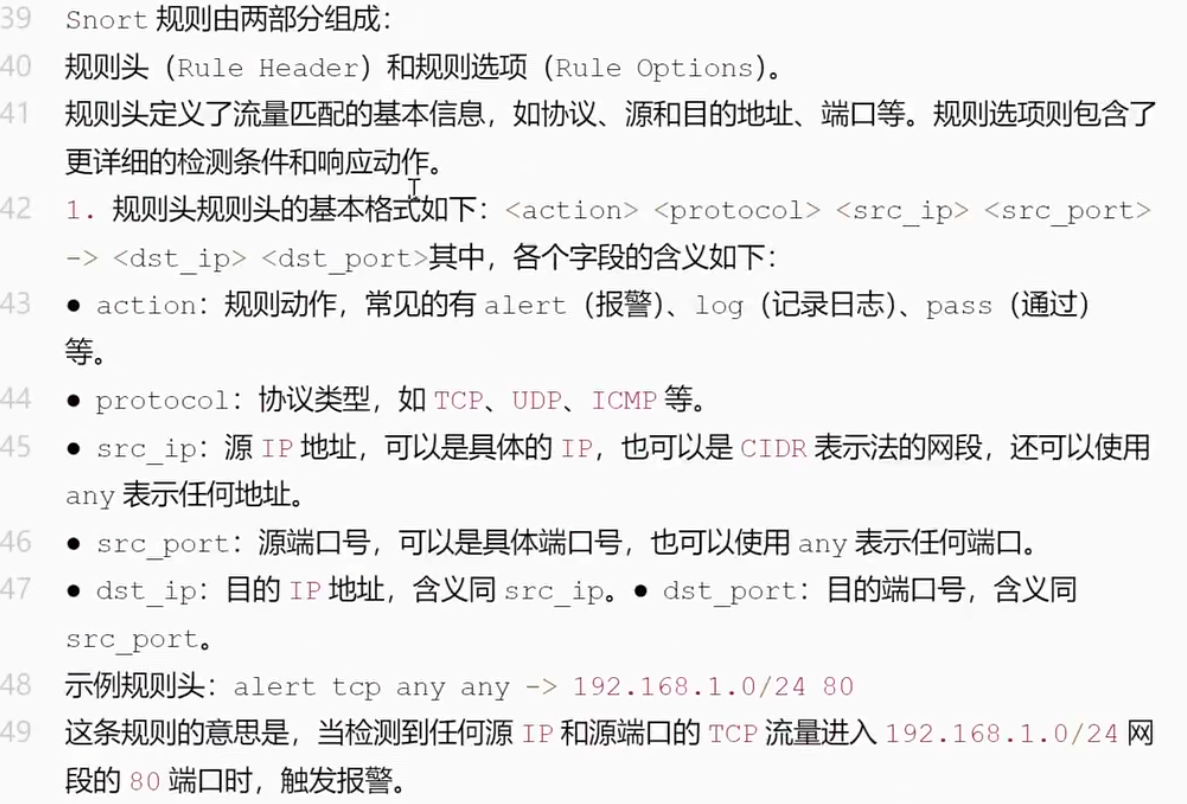 39 Snort 规则由两部分组成：
40 规则头（Rule Header）和规则选项（Rule Options）。
41 规则头定义了流量匹配的基本信息，如协议、源和目的地址、端口等。规则选项则包含了
更详细的检测条件和响应动作。
42 1. 规则头规则头的基本格式如下：<action> <protocol> <src_ip> <src_port>
-> <dst_ip> <dst_port>其中，各个字段的含义如下：
43 ● action：规则动作，常见的有 alert（报警）、log（记录日志）、pass（通过）
等。
44 ● protocol：协议类型，如 TCP、UDP、ICMP 等。
45 ● src_ip：源 IP 地址，可以是具体的 IP，也可以是 CIDR 表示法的网段，还可以使用
any 表示任何地址。
46 ● src_port：源端口号，可以是具体端口号，也可以使用 any 表示任何端口。
47 ● dst_ip：目的 IP 地址，含义同 src_ip。● dst_port：目的端口号，含义同
src_port。
48 示例规则头：alert tcp any any -> 192.168.1.0/24 80
49 这条规则的意思是，当检测到任何源 IP 和源端口的 TCP 流量进入 192.168.1.0/24 网
段的 80 端口时，触发报警。